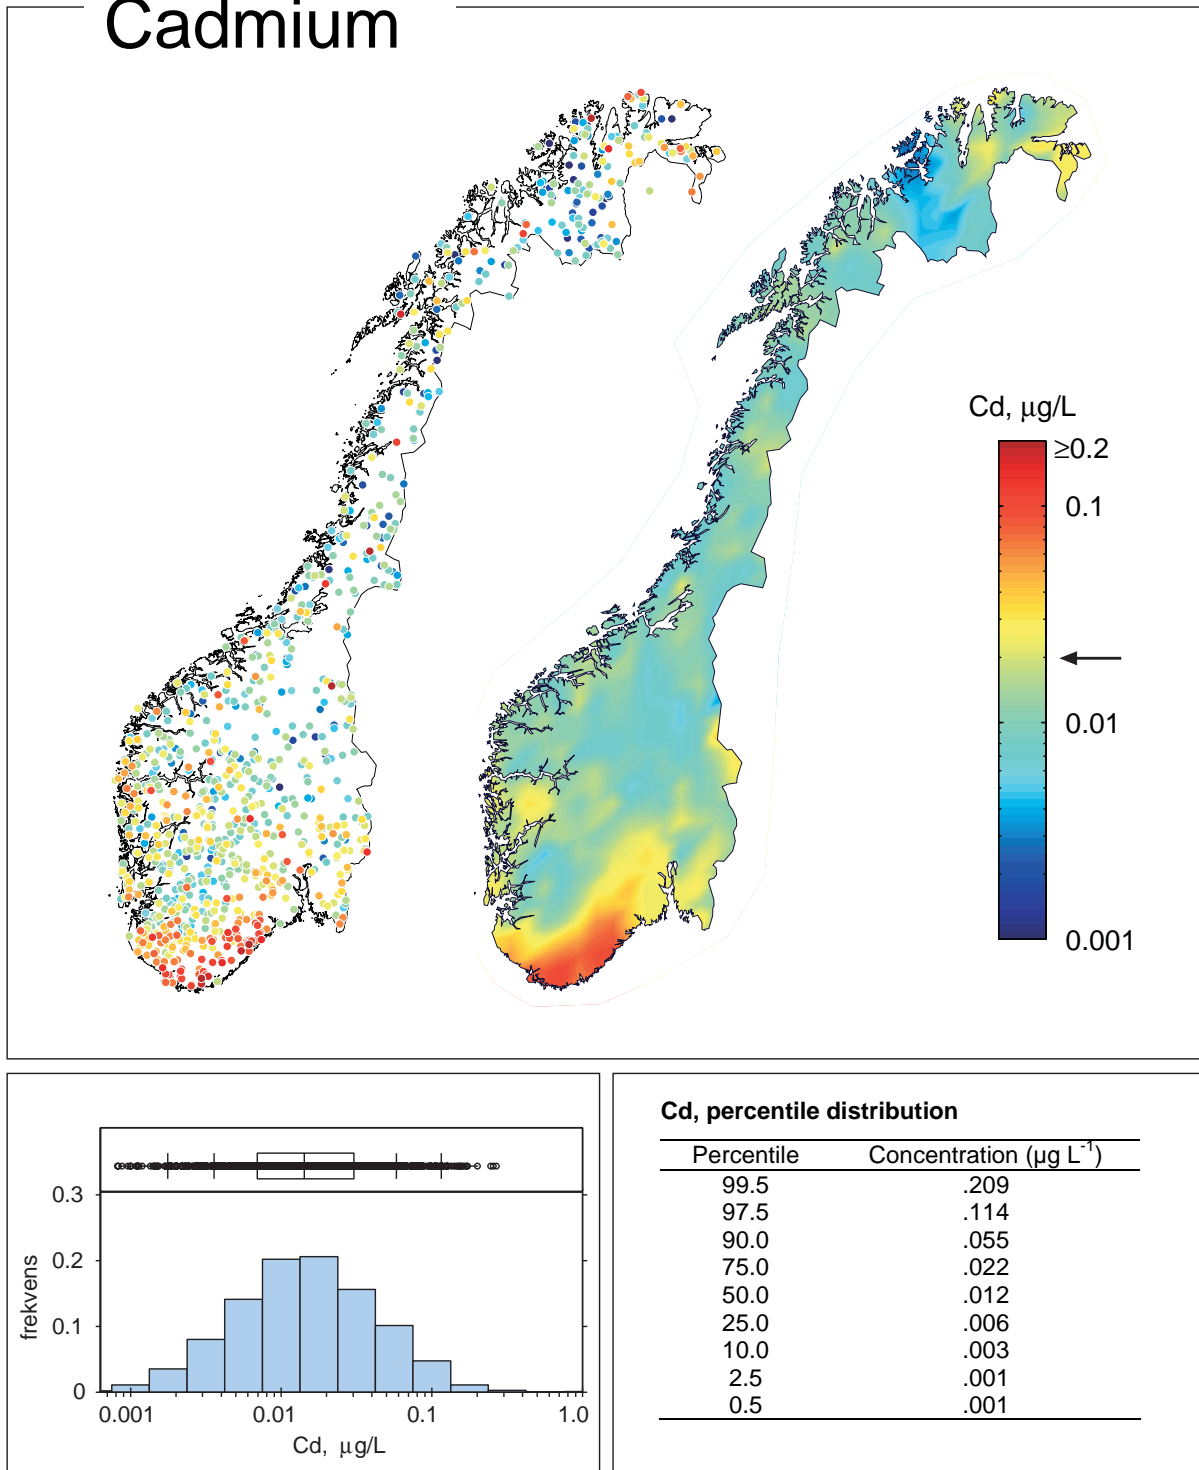 Cadmium
Cd, μg/L
≥0.2
0.1
0.01
0.001
0.3
0.2
0.1
0
frekvens
0.001 0.01 0.1 1.0
Cd, μg/L
Cd, percentile distribution
Percentile Concentration (μg L⁻¹)
99.5 .209
97.5 .114
90.0 .055
75.0 .022
50.0 .012
25.0 .006
10.0 .003
2.5 .001
0.5 .001